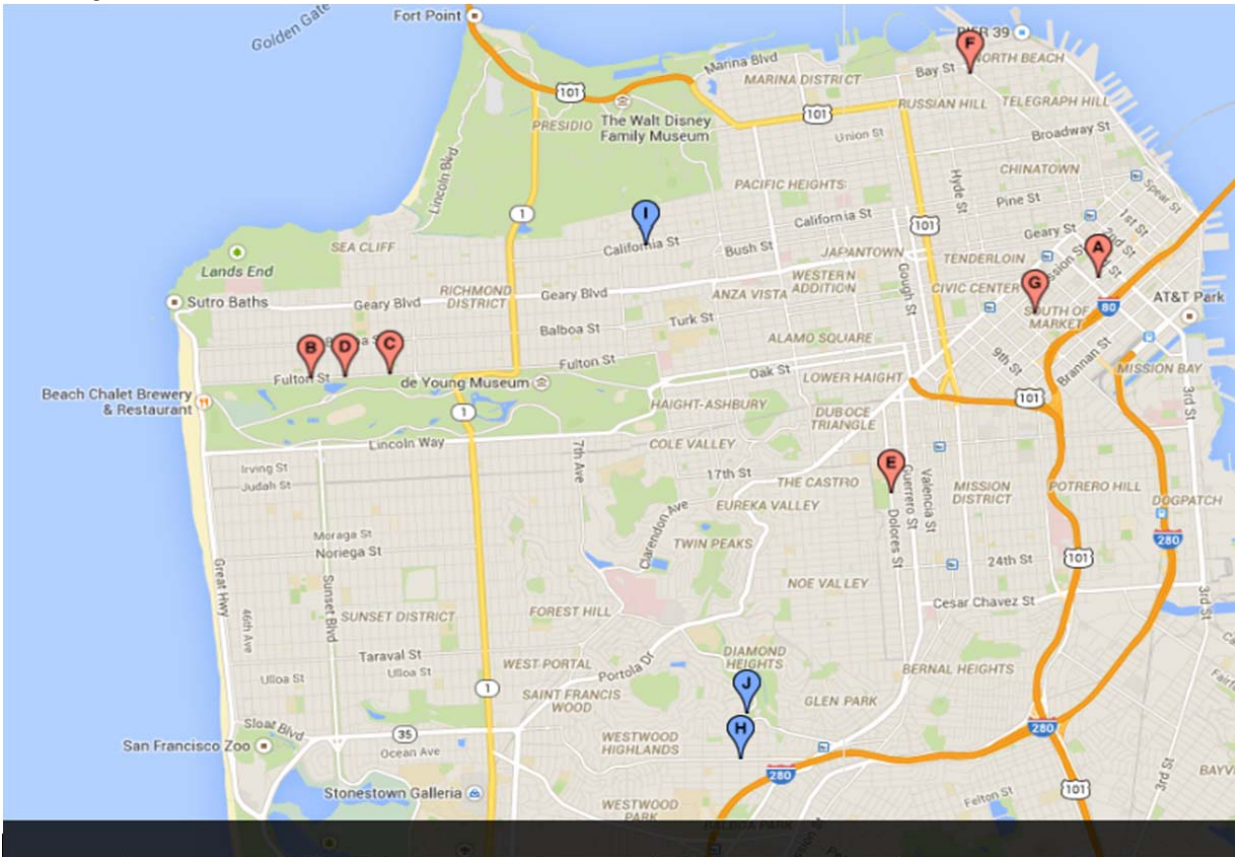 Golden Gate
Fort Point
PIER 39
NORTH BEACH
Marina Blvd
Bay St
MARINA DISTRICT
101
RUSSIAN HILL
TELEGRAPH HILL
F
PRESIDIO
The Walt Disney
Family Museum
101
Union St
Broadway St
Lincoln Blvd
Hyde St
CHINATOWN
PACIFIC HEIGHTS
Pine St
Spear St
1
I
California St
101
1st St
SEA CLIFF
California St
Bush St
JAPANTOWN
Geary St
2nd St
Lands End
TENDERLOIN
A
WESTERN
ADDITION
Gough St
CIVIC CENTER
G
RICHMOND
DISTRICT
Geary Blvd
Geary Blvd
ANZA VISTA
80
AT&T Park
Sutro Baths
Turk St
SOUTH OF
MARKET
Balboa St
ALAMO SQUARE
B
D
C
Fulton St
9th St
Brannan St
MISSION BAY
Fulton St
de Young Museum
Oak St
LOWER HAIGHT
Beach Chalet Brewery
& Restaurant
HAIGHT-ASHBURY
101
3rd St
1
DUBOCE
TRIANGLE
Lincoln Way
COLE VALLEY
7th Ave
Irving St
Judah St
17th St
THE CASTRO
E
Guerrero St
Valencia St
MISSION
DISTRICT
POTRERO HILL
DOGPATCH
EUREKA VALLEY
Clarendon Ave
Dolores St
Moraga St
Noriega St
TWIN PEAKS
280
101
24th St
NOE VALLEY
Great Hwy
46th Ave
Sunset Blvd
SUNSET DISTRICT
FOREST HILL
Cesar Chavez St
3rd St
Taraval St
WEST PORTAL
Portola Dr
DIAMOND
HEIGHTS
BERNAL HEIGHTS
Ulloa St
Ulloa St
1
SAINT FRANCIS
WOOD
J
GLEN PARK
Sloat Blvd
35
H
280
San Francisco Zoo
Ocean Ave
WESTWOOD
HIGHLANDS
280
3rd St
Stonestown Galleria
101
Felton St
WESTWOOD
PARK